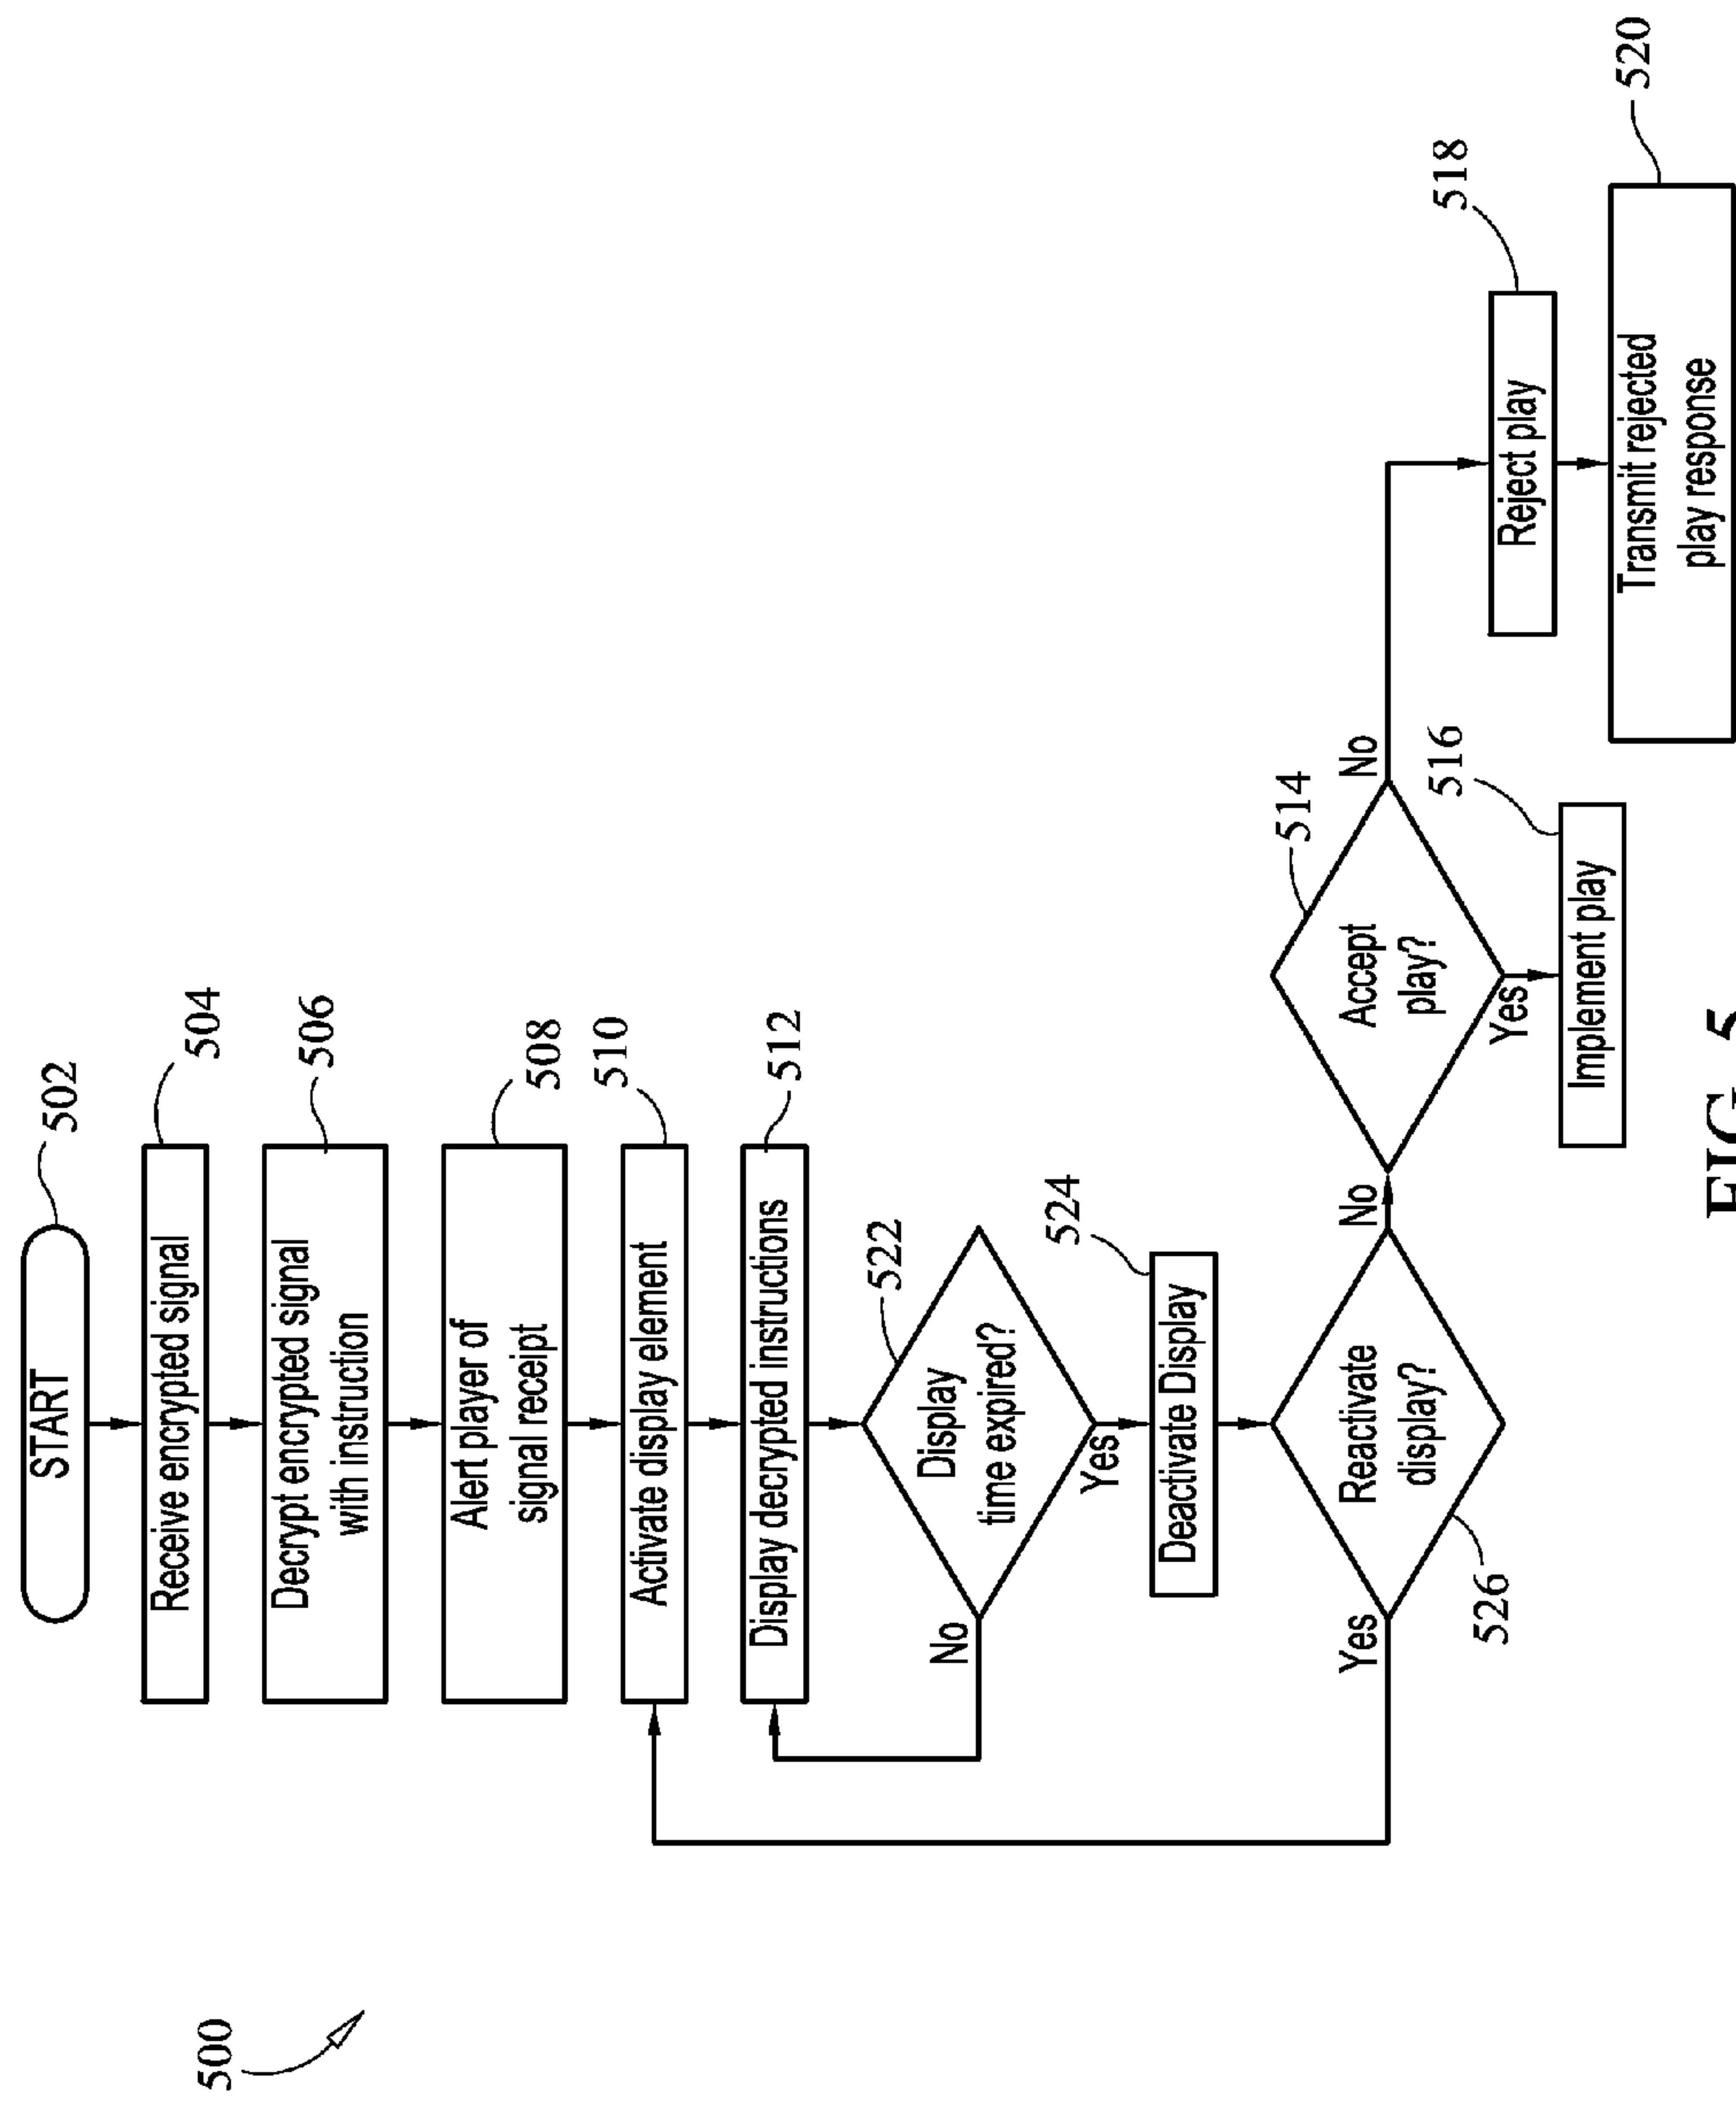 500
START
502
Receive encrypted signal
504
Decrypt encrypted signal
with instruction
506
Alert player of
signal receipt
508
Activate display element
510
Display decrypted instructions
512
Display
time expired?
522
No
Yes
Deactivate Display
524
Reactivate
display?
526
Yes
No
Accept
play?
514
No
Yes
Implement play
516
Reject play
518
Transmit rejected
play response
520
FIG. 5